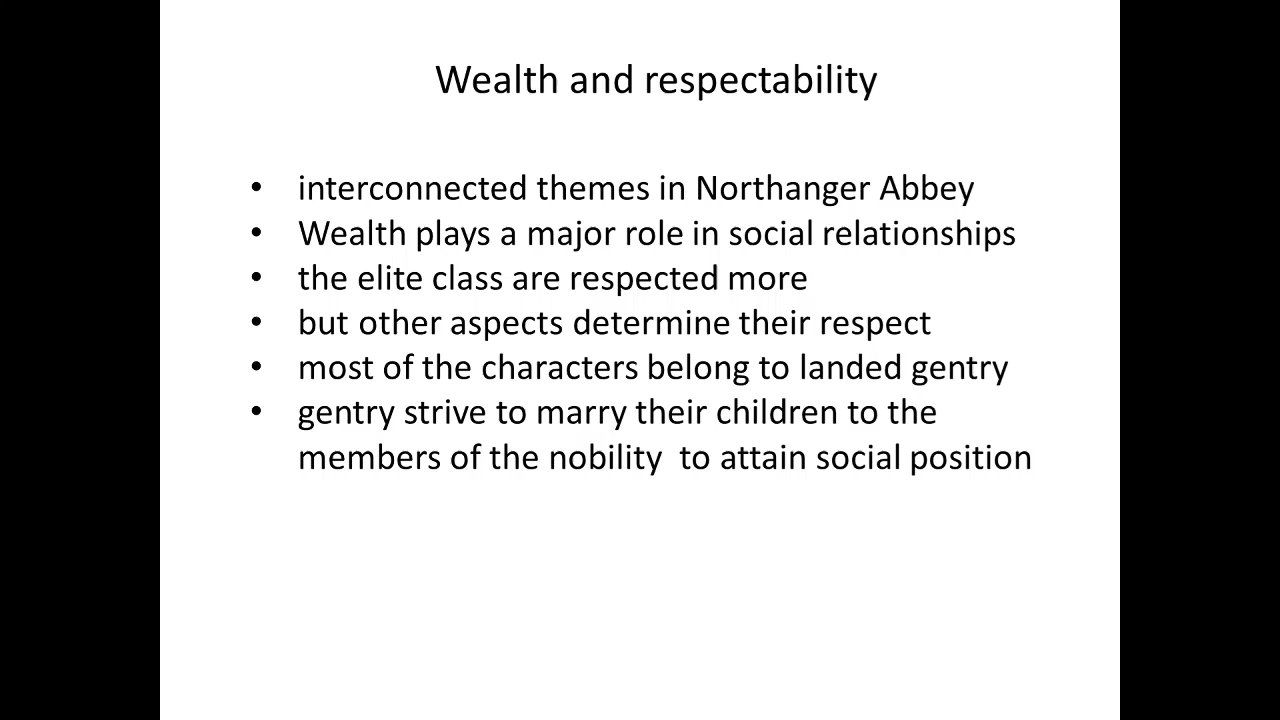 Wealth and respectability
• interconnected themes in Northanger Abbey
• Wealth plays a major role in social relationships
• the elite class are respected more
• but other aspects determine their respect
• most of the characters belong to landed gentry
• gentry strive to marry their children to the
members of the nobility  to attain social position